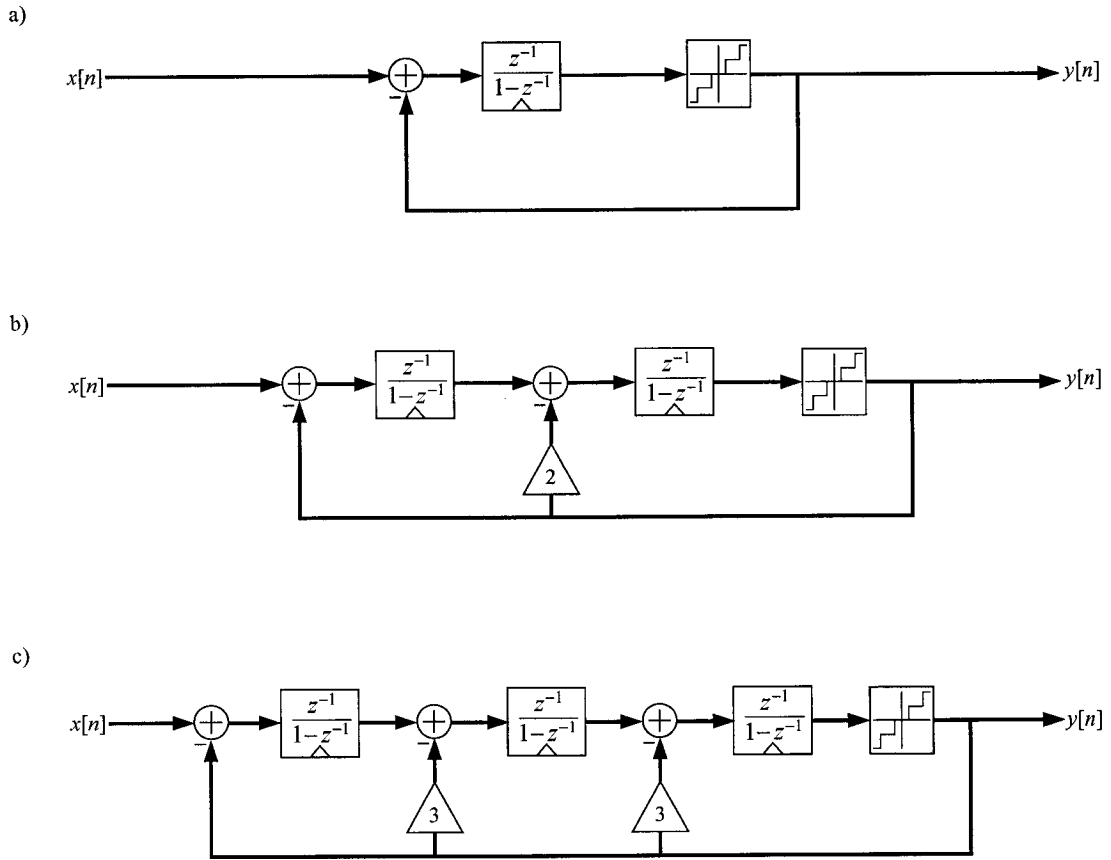 a)
x[n] + − z⁻¹ / 1−z⁻¹ y[n]
b)
x[n] + − z⁻¹ / 1−z⁻¹ + − z⁻¹ / 1−z⁻¹ y[n]
2
c)
x[n] + − z⁻¹ / 1−z⁻¹ + − z⁻¹ / 1−z⁻¹ + − z⁻¹ / 1−z⁻¹ y[n]
3 3